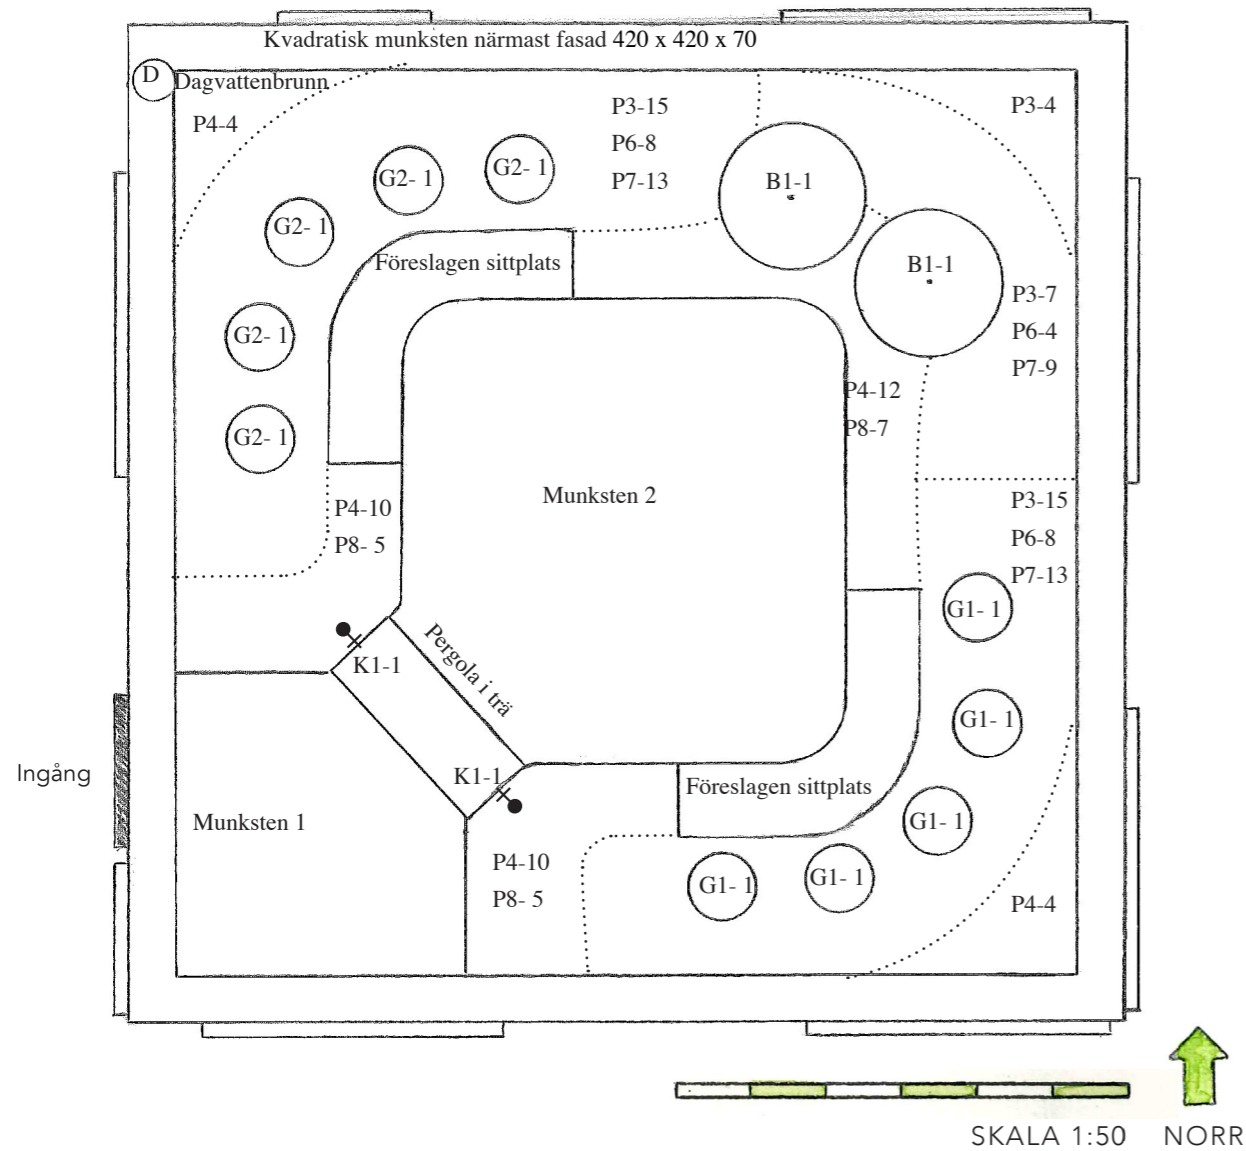 Kvadratisk munksten närmast fasad 420 x 420 x 70
D
Dagvattenbrunn
P4-4
P3-15
P6-8
P7-13
P3-4
G2- 1
G2- 1
G2- 1
G2- 1
G2- 1
B1-1
B1-1
Föreslagen sittplats
P3-7
P6-4
P7-9
P4-12
P8-7
Munksten 2
P4-10
P8- 5
P3-15
P6-8
P7-13
G1- 1
G1- 1
G1- 1
G1- 1
G1- 1
K1-1
Pergola i trä
K1-1
Ingång
Munksten 1
Föreslagen sittplats
P4-10
P8- 5
P4-4
SKALA 1:50
NORR